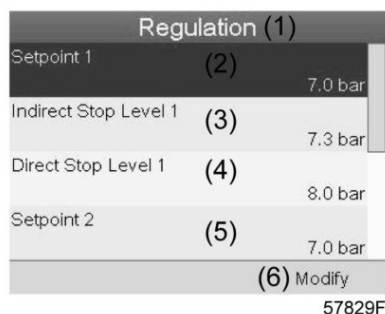 Regulation (1)
Setpoint 1
(2)
7.0 bar
Indirect Stop Level 1
(3)
7.3 bar
Direct Stop Level 1
(4)
8.0 bar
Setpoint 2
(5)
7.0 bar
(6) Modify
57829F